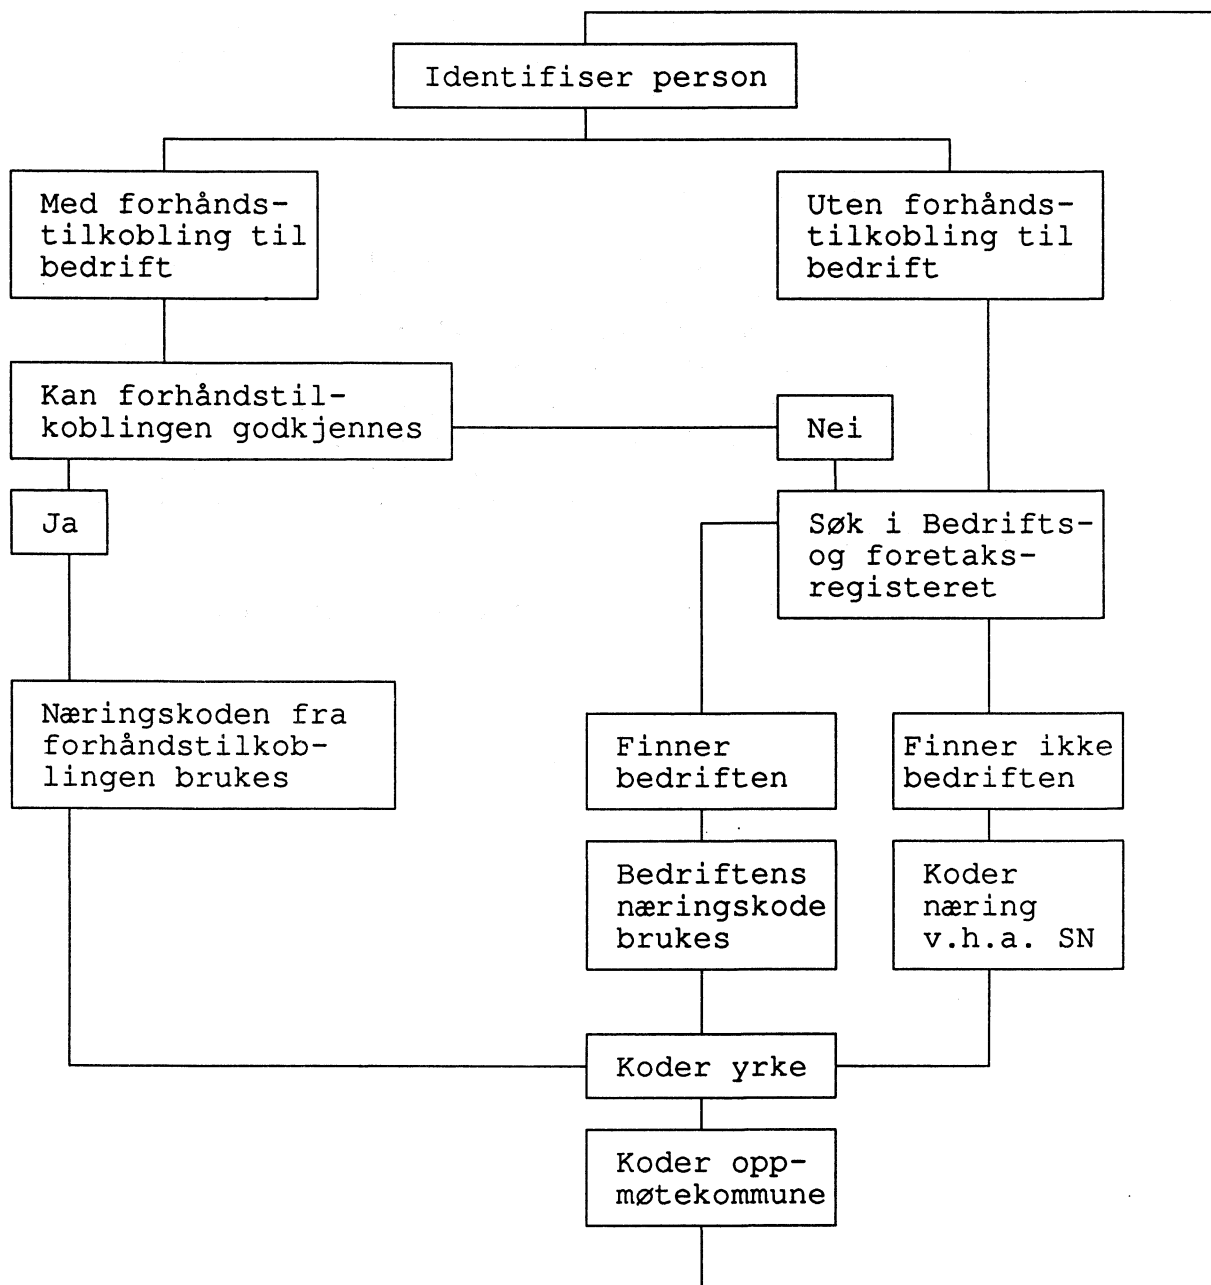 Identifiser person
Med forhånds-
tilkobling til
bedrift
Uten forhånds-
tilkobling til
bedrift
Kan forhåndstil-
koblingen godkjennes
Nei
Ja
Søk i Bedrifts-
og foretaks-
registeret
Næringskoden fra
forhåndstilkob-
lingen brukes
Finner
bedriften
Finner ikke
bedriften
Bedriftens
næringskode
brukes
Koder
næring
v.h.a. SN
Koder yrke
Koder opp-
møtekommune